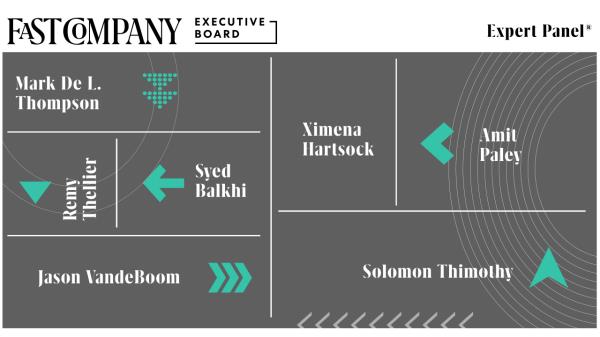 FAST COMPANY
EXECUTIVE
BOARD
Expert Panel®
Mark De L.
Thompson
Remy
Thellier
Syed
Balkhi
Jason VandeBoom
Ximena
Hartsock
Amit
Paley
Solomon Thimothy